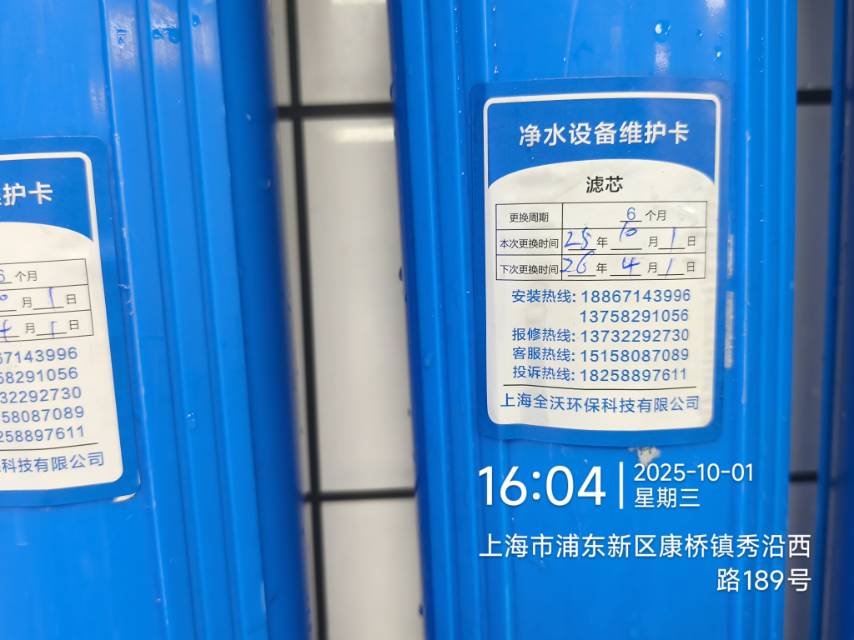 护卡
6 个月
月 1 日
4 月 1 日
67143996
58291056
32292730
58087089
258897611
科技有限公司
净水设备维护卡
滤芯
更换周期 6 个月
本次更换时间 25 年 10 月 1 日
下次更换时间 26 年 4 月 1 日
安装热线: 18867143996
13758291056
报修热线: 13732292730
客服热线: 15158087089
投诉热线: 18258897611
上海全沃环保科技有限公司
16:04
2025-10-01
星期三
上海市浦东新区康桥镇秀沿西
路189号